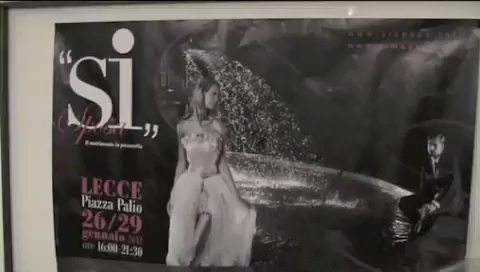 “Si”
Sposa
Il matrimonio in passerella
LECCE
Piazza Palio
26/29
gennaio
ore 16:00-21:30